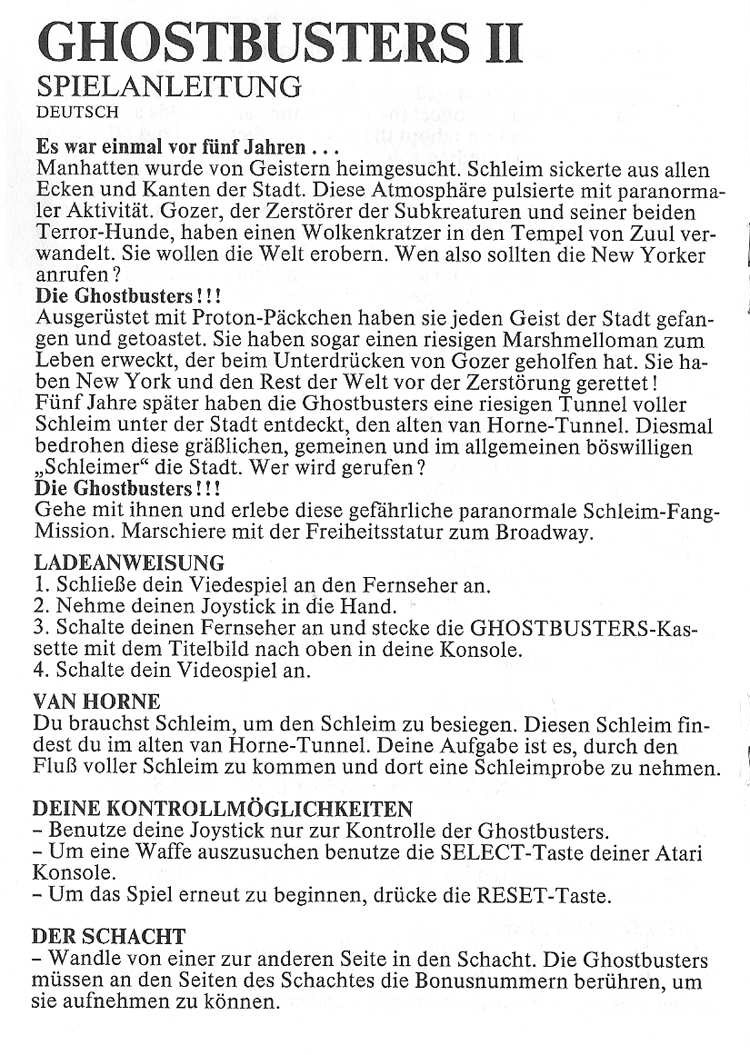 GHOSTBUSTERS II
SPIELANLEITUNG
DEUTSCH
Es war einmal vor fünf Jahren . . .
Manhatten wurde von Geistern heimgesucht. Schleim sickerte aus allen
Ecken und Kanten der Stadt. Diese Atmosphäre pulsierte mit paranorma-
ler Aktivität. Gozer, der Zerstörer der Subkreaturen und seiner beiden
Terror-Hunde, haben einen Wolkenkratzer in den Tempel von Zuul ver-
wandelt. Sie wollen die Welt erobern. Wen also sollten die New Yorker
anrufen?
Die Ghostbusters!!!
Ausgerüstet mit Proton-Päckchen haben sie jeden Geist der Stadt gefan-
gen und getoastet. Sie haben sogar einen riesigen Marshmelloman zum
Leben erweckt, der beim Unterdrücken von Gozer geholfen hat. Sie ha-
ben New York und den Rest der Welt vor der Zerstörung gerettet!
Fünf Jahre später haben die Ghostbusters eine riesigen Tunnel voller
Schleim unter der Stadt entdeckt, den alten van Horne-Tunnel. Diesmal
bedrohen diese gräßlichen, gemeinen und im allgemeinen böswilligen
„Schleimer“ die Stadt. Wer wird gerufen?
Die Ghostbusters!!!
Gehe mit ihnen und erlebe diese gefährliche paranormale Schleim-Fang-
Mission. Marschiere mit der Freiheitsstatur zum Broadway.
LADEANWEISUNG
1. Schließe dein Viedespiel an den Fernseher an.
2. Nehme deinen Joystick in die Hand.
3. Schalte deinen Fernseher an und stecke die GHOSTBUSTERS-Kas-
sette mit dem Titelbild nach oben in deine Konsole.
4. Schalte dein Videospiel an.
VAN HORNE
Du brauchst Schleim, um den Schleim zu besiegen. Diesen Schleim fin-
dest du im alten van Horne-Tunnel. Deine Aufgabe ist es, durch den
Fluß voller Schleim zu kommen und dort eine Schleimprobe zu nehmen.
DEINE KONTROLLMÖGLICHKEITEN
– Benutze deine Joystick nur zur Kontrolle der Ghostbusters.
– Um eine Waffe auszusuchen benutze die SELECT-Taste deiner Atari
Konsole.
– Um das Spiel erneut zu beginnen, drücke die RESET-Taste.
DER SCHACHT
– Wandle von einer zur anderen Seite in den Schacht. Die Ghostbusters
müssen an den Seiten des Schachtes die Bonusnummern berühren, um
sie aufnehmen zu können.